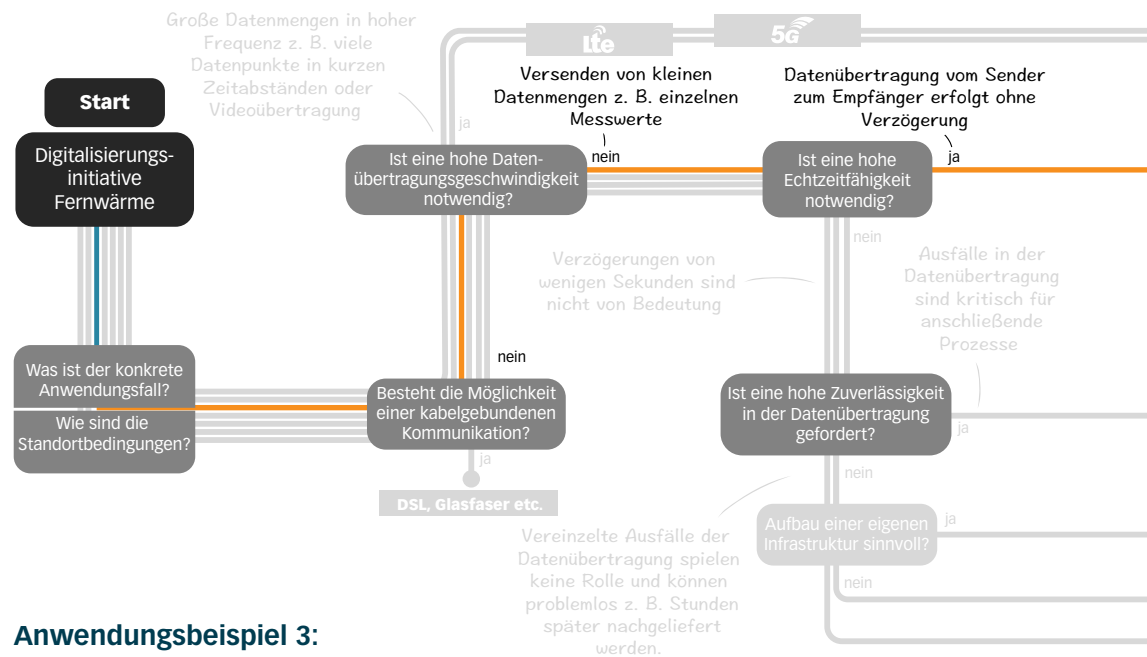 Große Datenmengen in hoher
Frequenz z. B. viele
Datenpunkte in kurzen
Zeitabständen oder
Videoübertragung
Lte
5G
Start
Digitalisierungs-
initiative
Fernwärme
Versenden von kleinen
Datenmengen z. B. einzelnen
Messwerte
Datenübertragung vom Sender
zum Empfänger erfolgt ohne
Verzögerung
ja
nein
ja
Ist eine hohe Daten-
übertragungsgeschwindigkeit
notwendig?
Ist eine hohe
Echtzeitfähigkeit
notwendig?
nein
Verzögerungen von
wenigen Sekunden sind
nicht von Bedeutung
Ausfälle in der
Datenübertragung
sind kritisch für
anschließende
Prozesse
Was ist der konkrete
Anwendungsfall?
Wie sind die
Standortbedingungen?
nein
Besteht die Möglichkeit
einer kabelgebundenen
Kommunikation?
ja
DSL, Glasfaser etc.
Ist eine hohe Zuverlässigkeit
in der Datenübertragung
gefordert?
ja
nein
Vereinzelte Ausfälle der
Datenübertragung spielen
keine Rolle und können
problemlos z. B. Stunden
später nachgeliefert
werden.
Aufbau einer eigenen
Infrastruktur sinnvoll?
ja
nein
Anwendungsbeispiel 3: